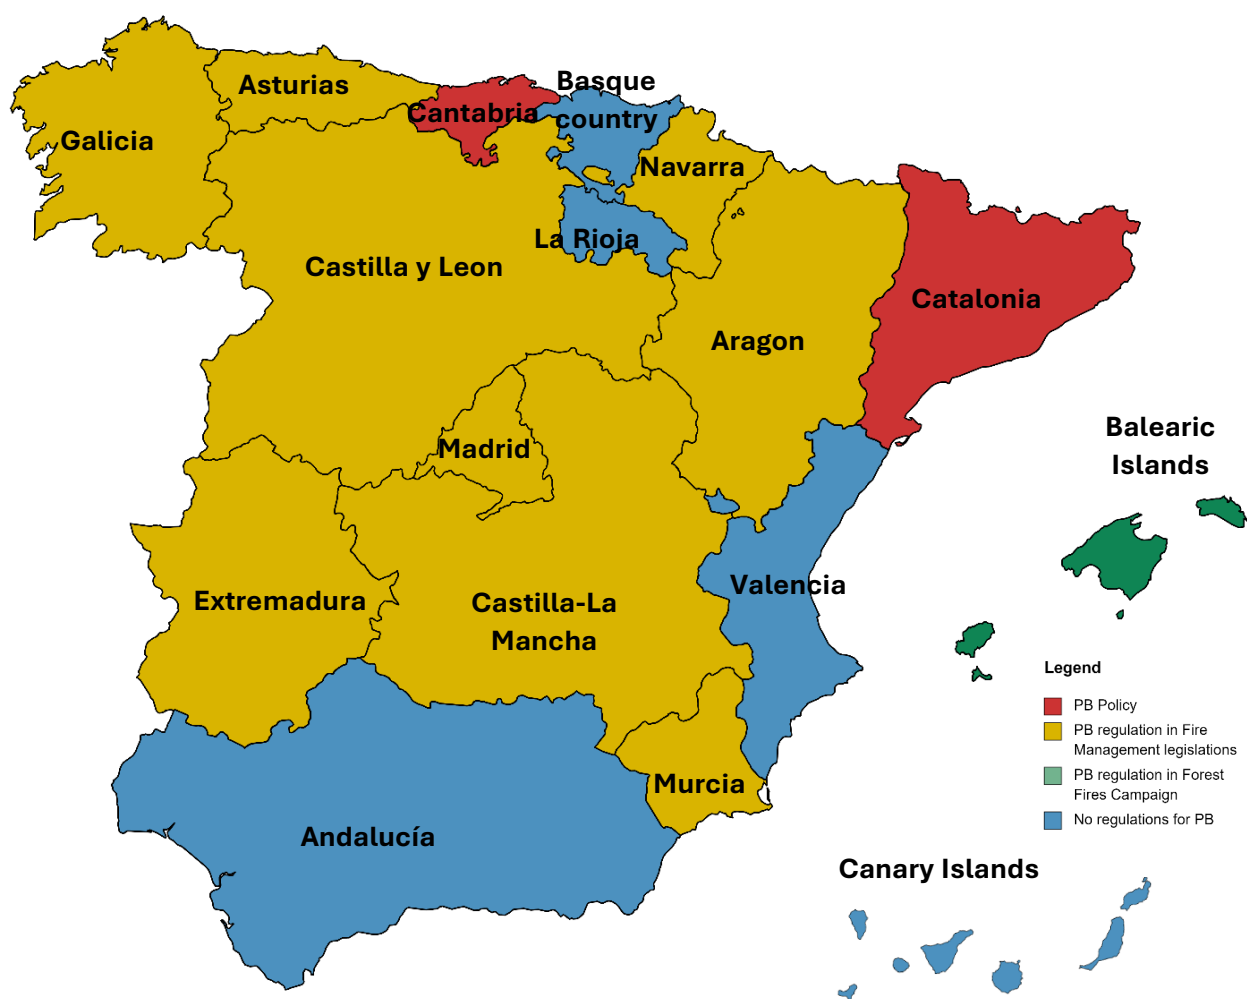 Basque
country
Asturias
Cantabria
Galicia
Navarra
La Rioja
Castilla y Leon
Catalonia
Aragon
Balearic
Islands
Madrid
Valencia
Extremadura
Castilla-La
Mancha
Legend
PB Policy
PB regulation in Fire
Management legislations
PB regulation in Forest
Fires Campaign
No regulations for PB
Murcia
Andalucía
Canary Islands